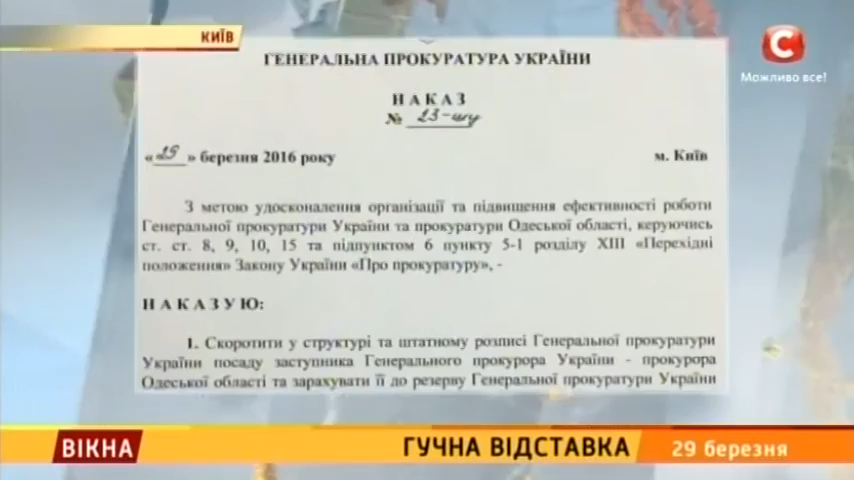 КИЇВ
С
Можливо все!
ГЕНЕРАЛЬНА ПРОКУРАТУРА УКРАЇНИ
Н А К А З
№ 23-шу
«29» березня 2016 року м. Київ
З метою удосконалення організації та підвищення ефективності роботи
Генеральної прокуратури України та прокуратури Одеської області, керуючись
ст. ст. 8, 9, 10, 15 та підпунктом 6 пункту 5-1 розділу XIII «Перехідні
положення» Закону України «Про прокуратуру», -
Н А К А З У Ю:
1. Скоротити у структурі та штатному розписі Генеральної прокуратури
України посаду заступника Генерального прокурора України - прокурора
Одеської області та зарахувати її до резерву Генеральної прокуратури України
ВІКНА
ГУЧНА ВІДСТАВКА
29 березня